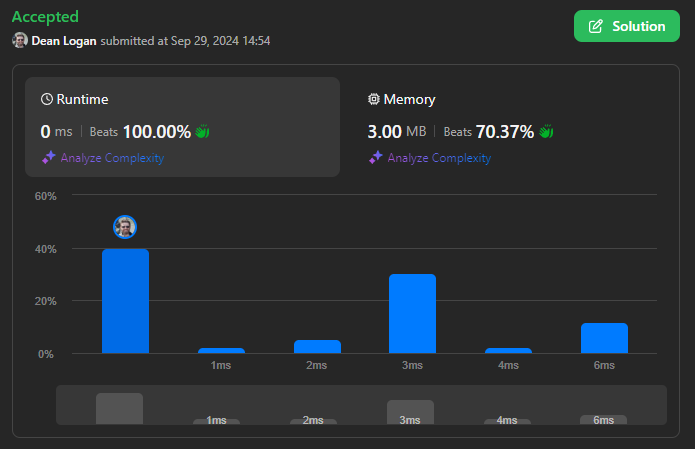 Accepted
Dean Logan submitted at Sep 29, 2024 14:54
Solution
Runtime
0 ms | Beats 100.00%
Analyze Complexity
Memory
3.00 MB | Beats 70.37%
Analyze Complexity
60%
40%
20%
0%
1ms 2ms 3ms 4ms 6ms
1ms 2ms 3ms 4ms 6ms